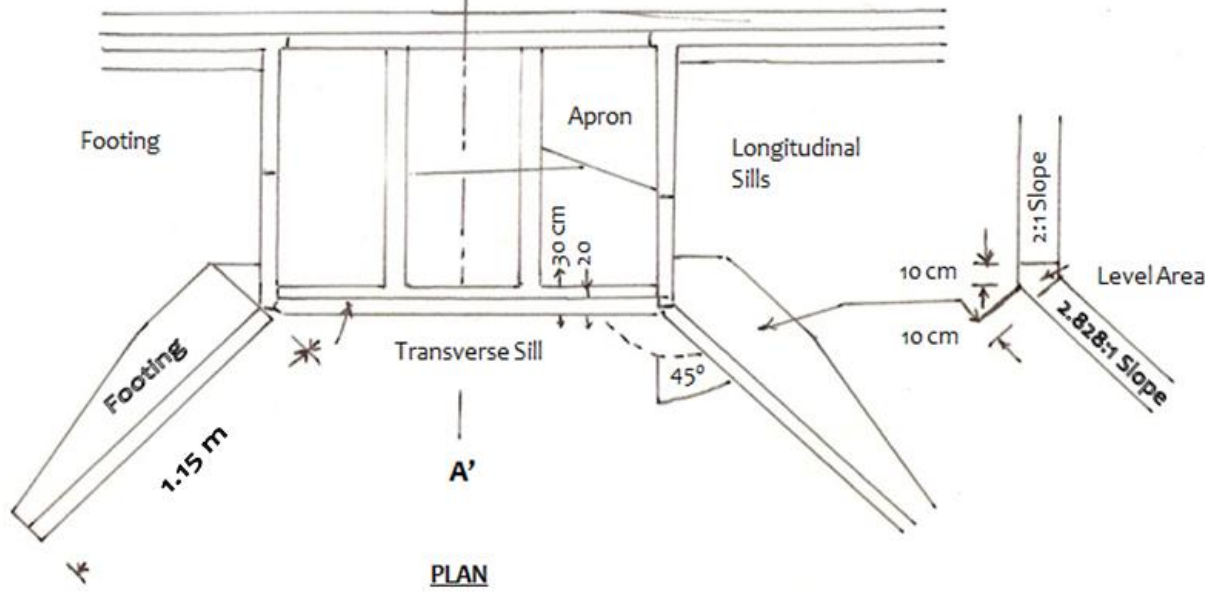 Footing
Apron
Longitudinal
Sills
2:1 Slope
30 cm
20
10 cm
Level Area
10 cm
2.828:1 Slope
Transverse Sill
45°
Footing
1.15 m
A'
PLAN